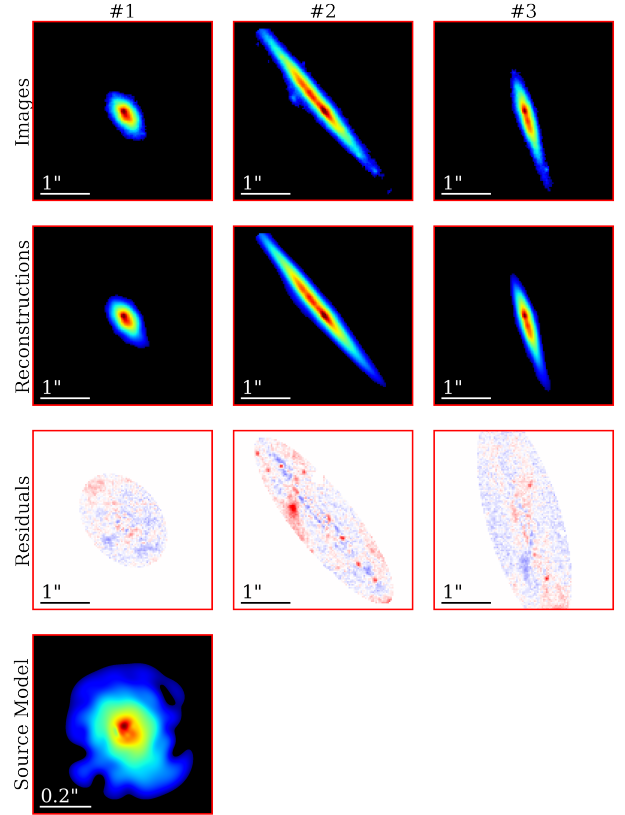 #1 #2 #3
Images
1" 1" 1"
Reconstructions
1" 1" 1"
Residuals
1" 1" 1"
Source Model
0.2"